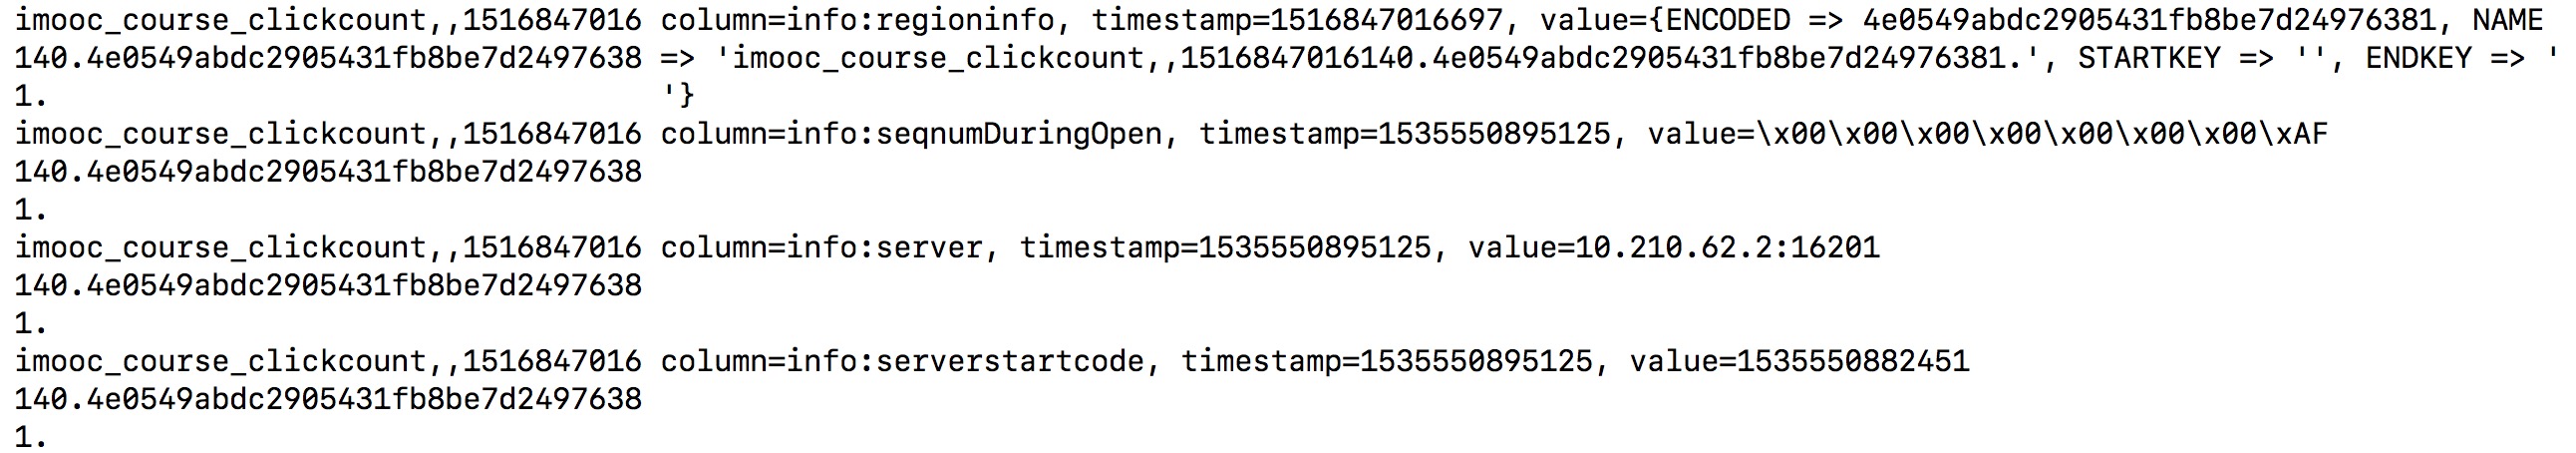 imooc_course_clickcount,,1516847016 column=info:regioninfo, timestamp=1516847016697, value={ENCODED => 4e0549abdc2905431fb8be7d24976381, NAME
140.4e0549abdc2905431fb8be7d2497638 => 'imooc_course_clickcount,,1516847016140.4e0549abdc2905431fb8be7d24976381.', STARTKEY => '', ENDKEY => '
1. '}
imooc_course_clickcount,,1516847016 column=info:seqnumDuringOpen, timestamp=1535550895125, value=\x00\x00\x00\x00\x00\x00\x00\xAF
140.4e0549abdc2905431fb8be7d2497638
1.
imooc_course_clickcount,,1516847016 column=info:server, timestamp=1535550895125, value=10.210.62.2:16201
140.4e0549abdc2905431fb8be7d2497638
1.
imooc_course_clickcount,,1516847016 column=info:serverstartcode, timestamp=1535550895125, value=1535550882451
140.4e0549abdc2905431fb8be7d2497638
1.